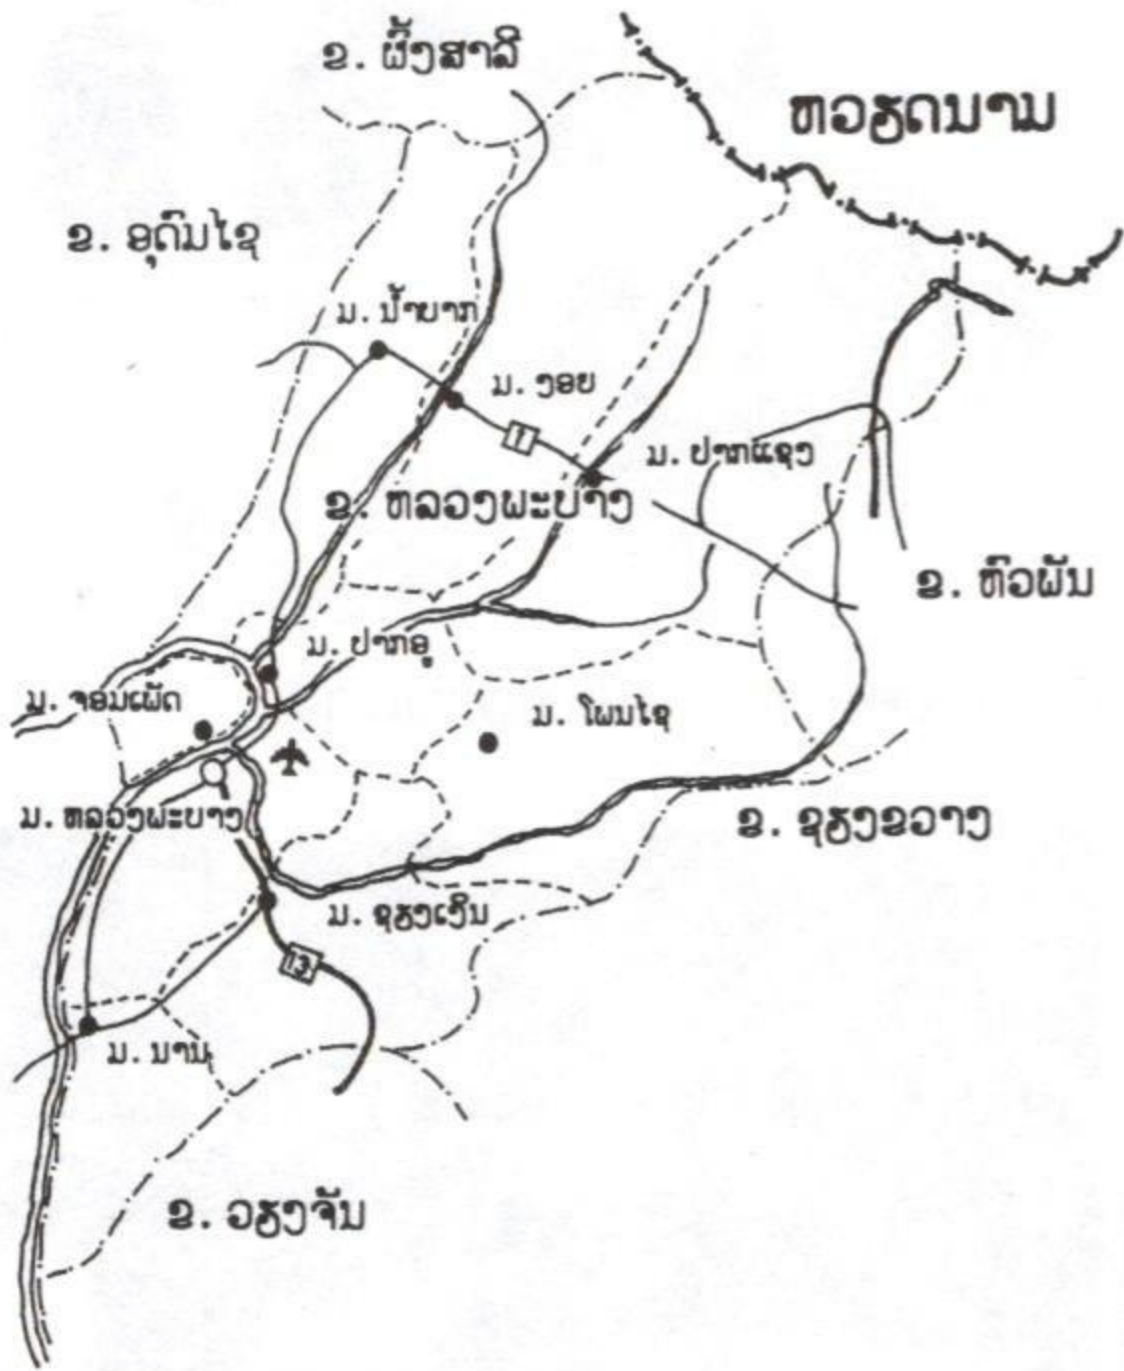 ຂ. ຜົ້ງສາລີ
ຫວຽດນາມ
ຂ. ອຸດົມໄຊ
ມ. ນ້ຳບາກ
ມ. ງອຍ
1
ມ. ປາກແຊງ
ຂ. ຫລວງພະບາງ
ຂ. ຫົວພັນ
ມ. ປາກອູ
ມ. ຈອມເພັດ
ມ. ໂພນໄຊ
ມ. ຫລວງພະບາງ
ຂ. ຊຽງຂວາງ
ມ. ຊຽງເງິນ
13
ມ. ນານ
ຂ. ວຽງຈັນ